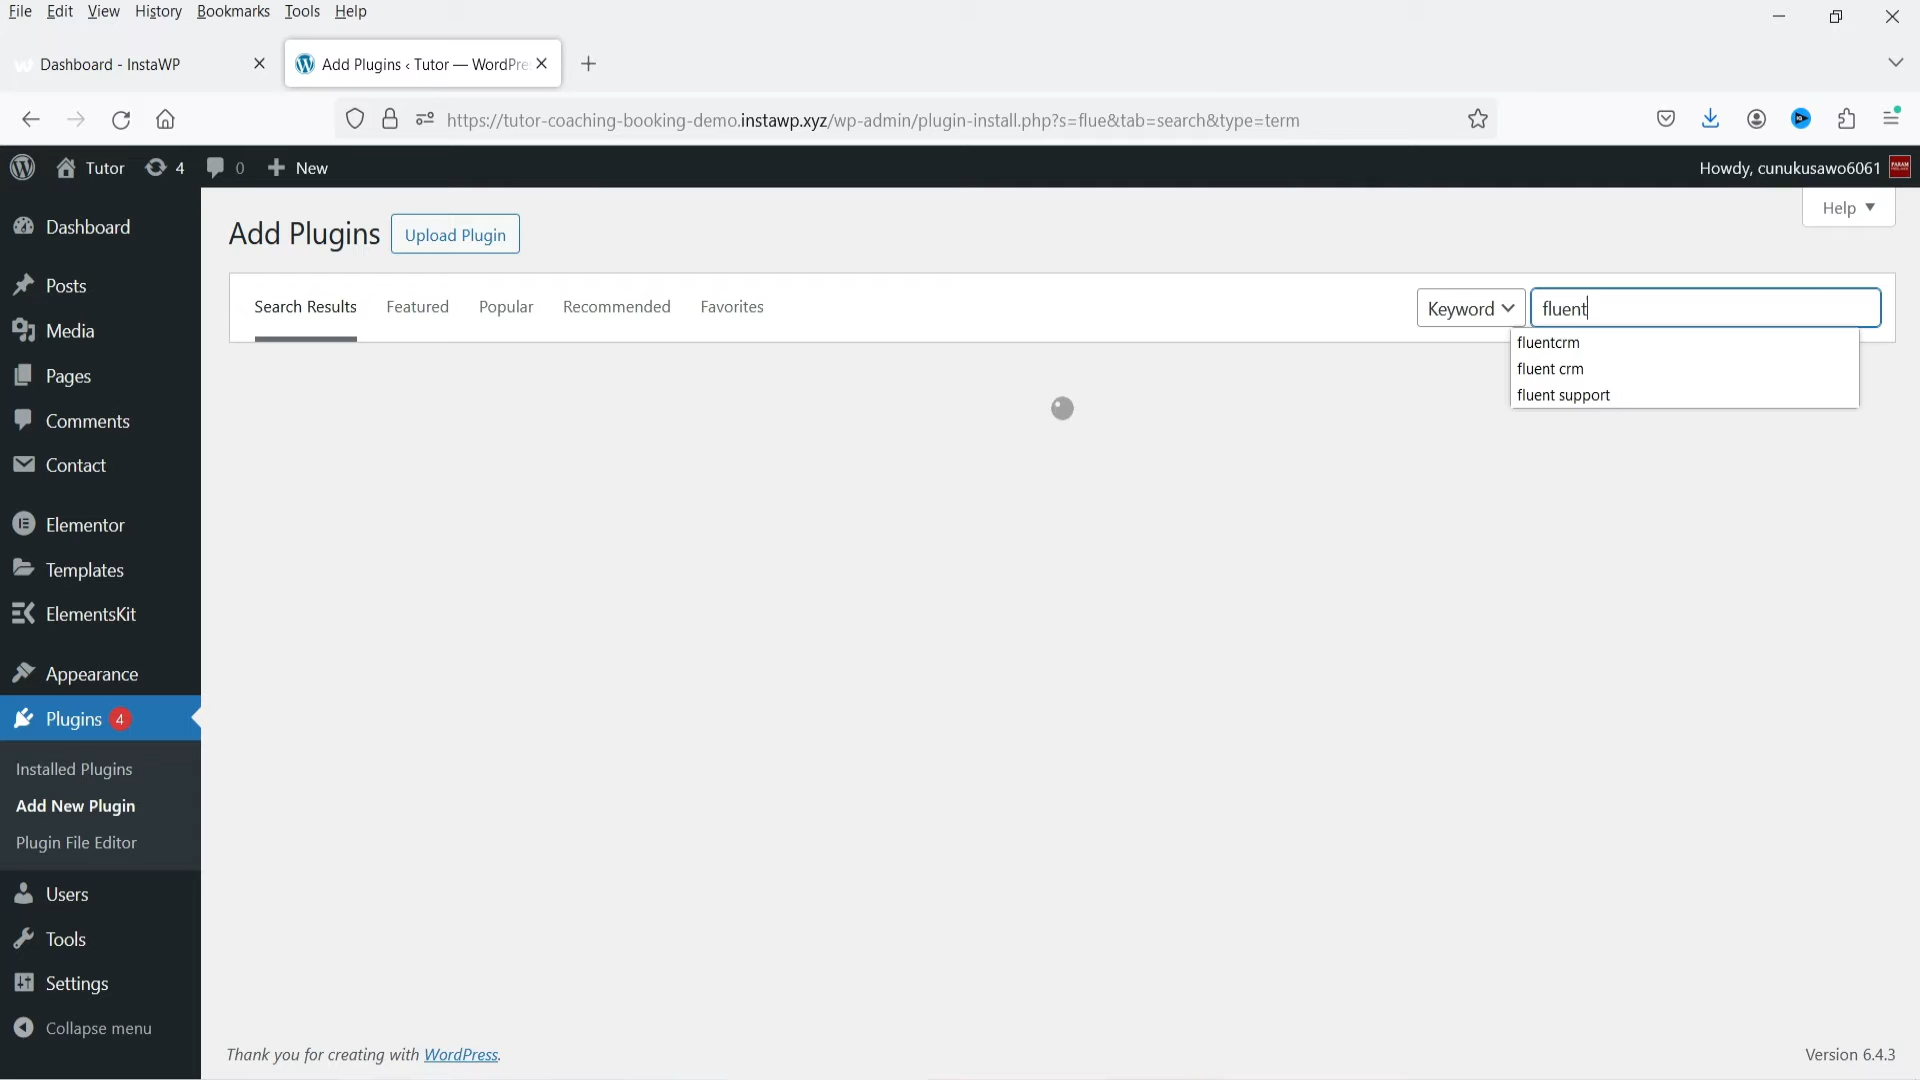 File Edit View History Bookmarks Tools Help
Dashboard - InstaWP
Add Plugins ‹ Tutor — WordPre
https://tutor-coaching-booking-demo.instawp.xyz/wp-admin/plugin-install.php?s=flue&tab=search&type=term
Tutor 4 0 New
Howdy, cunukusawo6061
Help
Dashboard
Posts
Media
Pages
Comments
Contact
Elementor
Templates
ElementsKit
Appearance
Plugins 4
Installed Plugins
Add New Plugin
Plugin File Editor
Users
Tools
Settings
Collapse menu
Add Plugins Upload Plugin
Search Results Featured Popular Recommended Favorites
Keyword fluent
fluentcrm
fluent crm
fluent support
Thank you for creating with WordPress.
Version 6.4.3